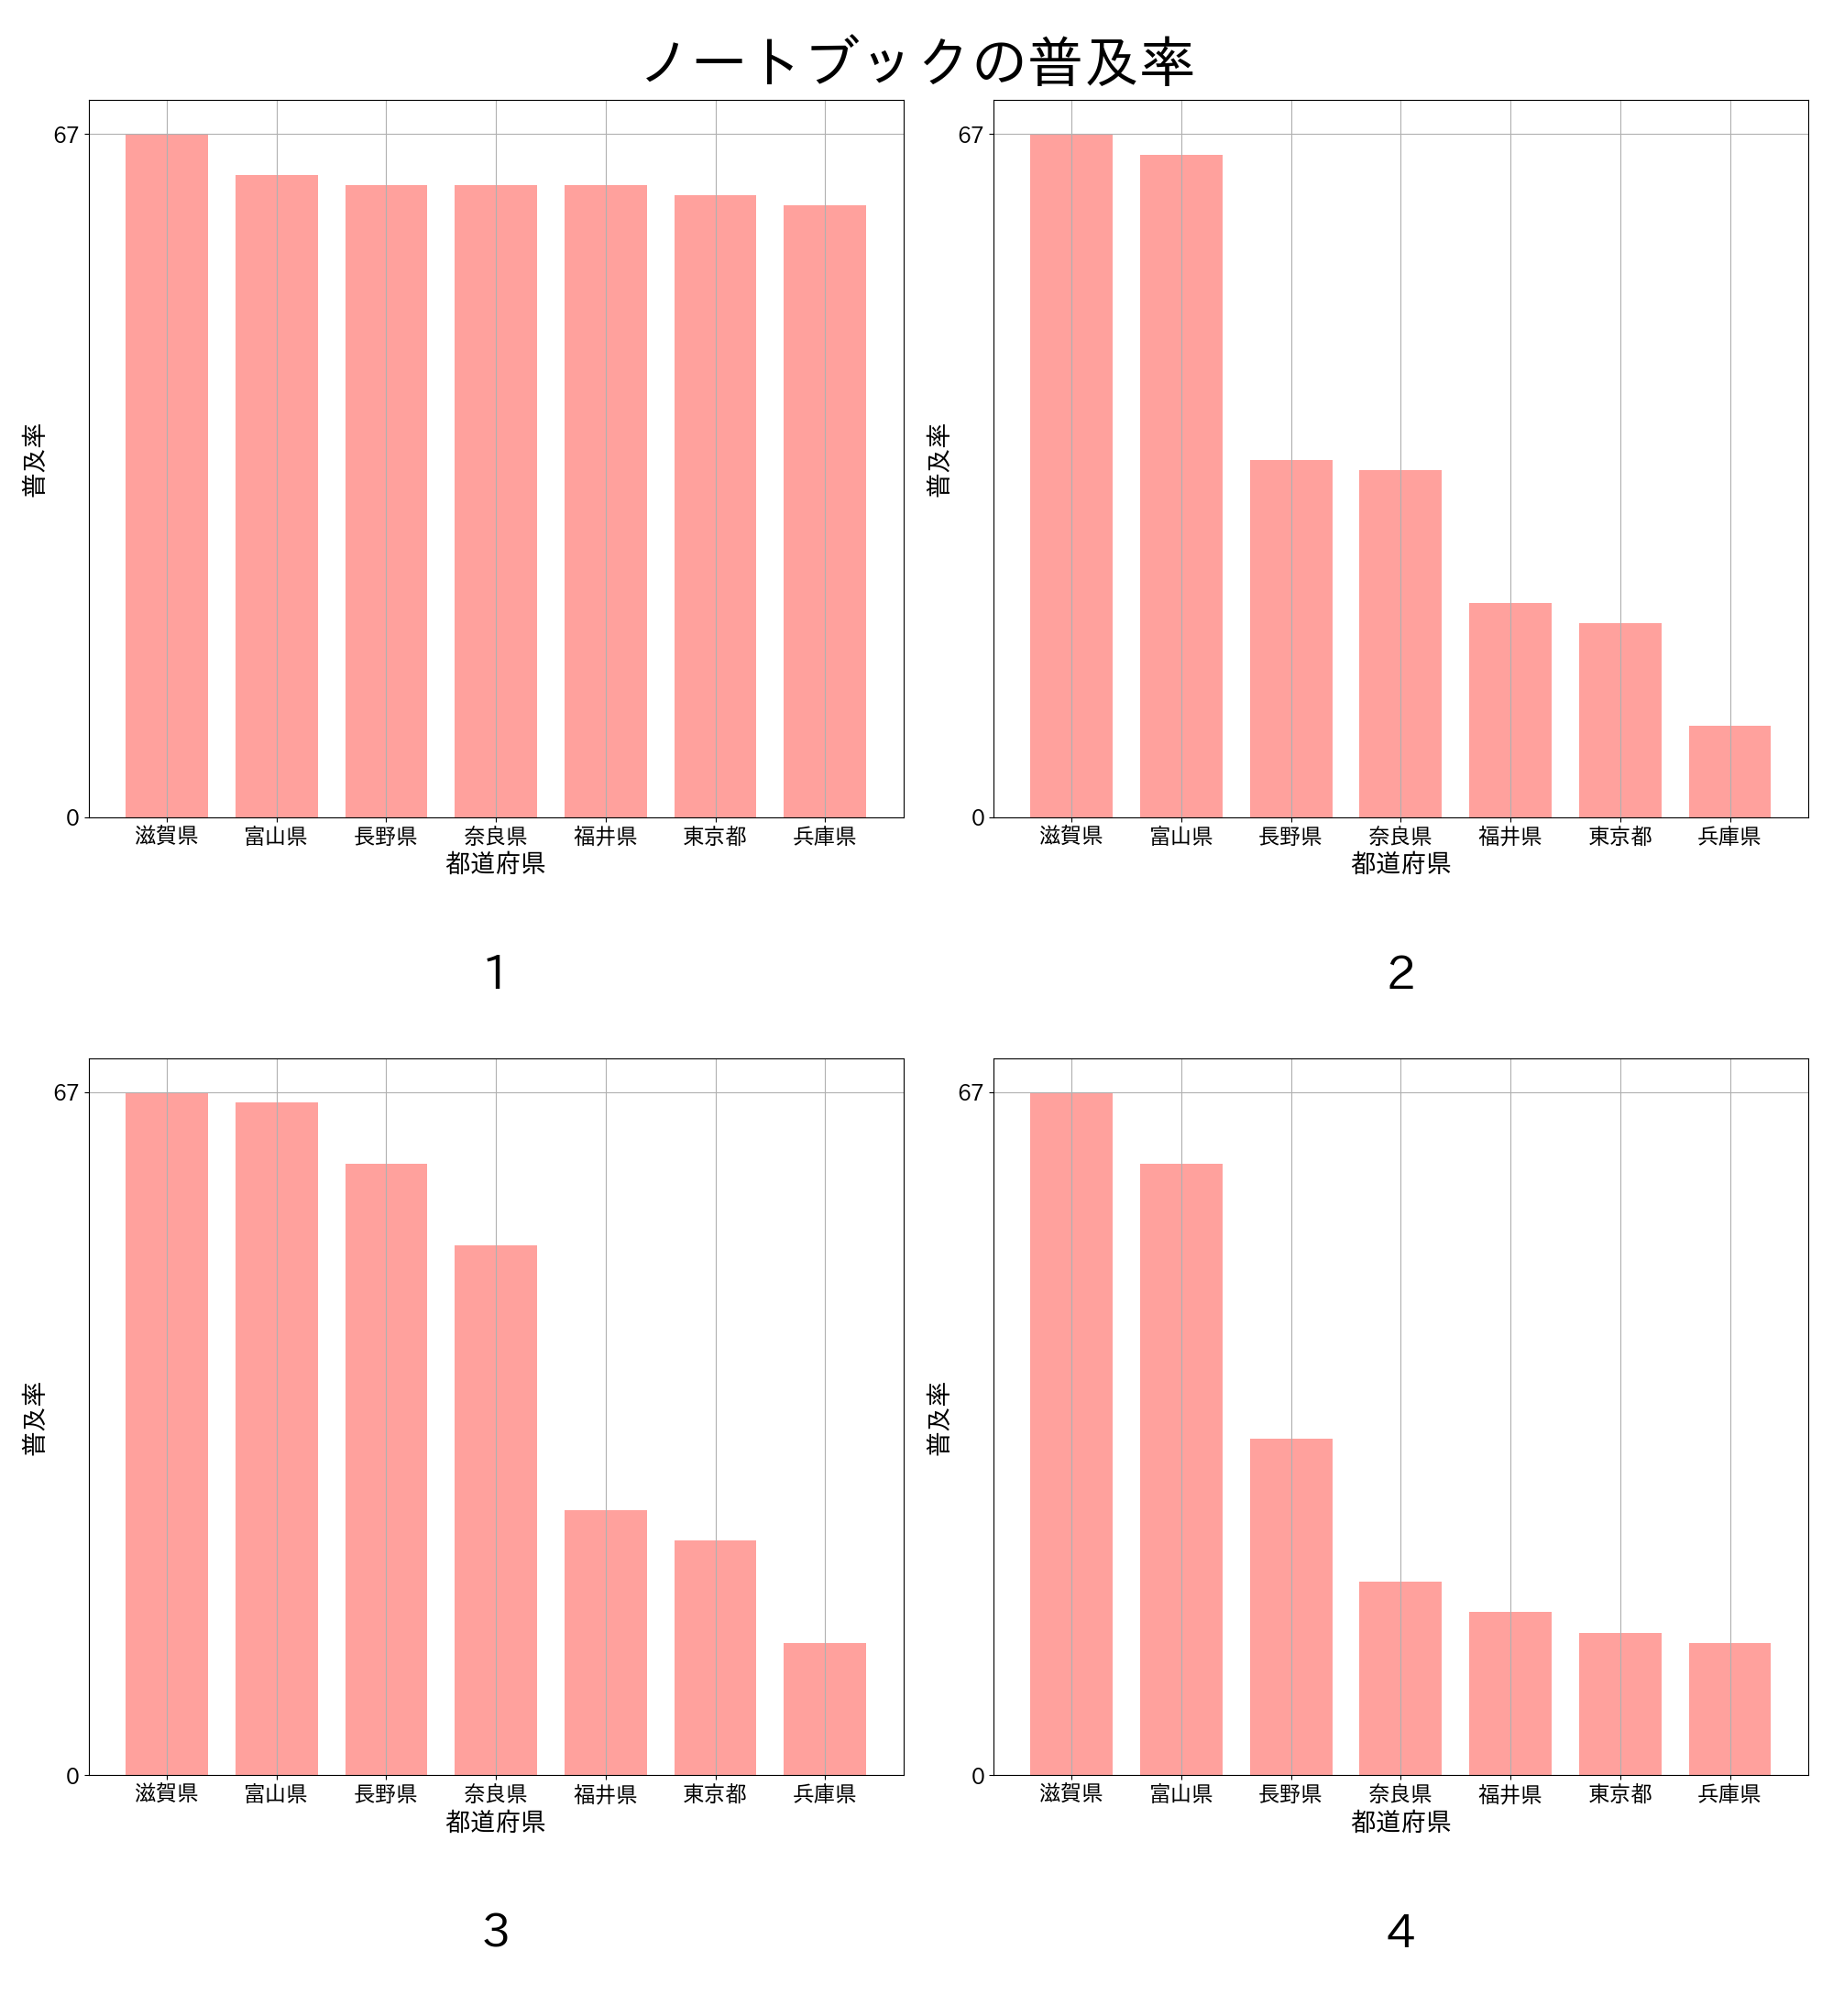 ノートブックの普及率
67
0
普及率
滋賀県 富山県 長野県 奈良県 福井県 東京都 兵庫県
都道府県
1
67
0
普及率
滋賀県 富山県 長野県 奈良県 福井県 東京都 兵庫県
都道府県
2
67
0
普及率
滋賀県 富山県 長野県 奈良県 福井県 東京都 兵庫県
都道府県
3
67
0
普及率
滋賀県 富山県 長野県 奈良県 福井県 東京都 兵庫県
都道府県
4